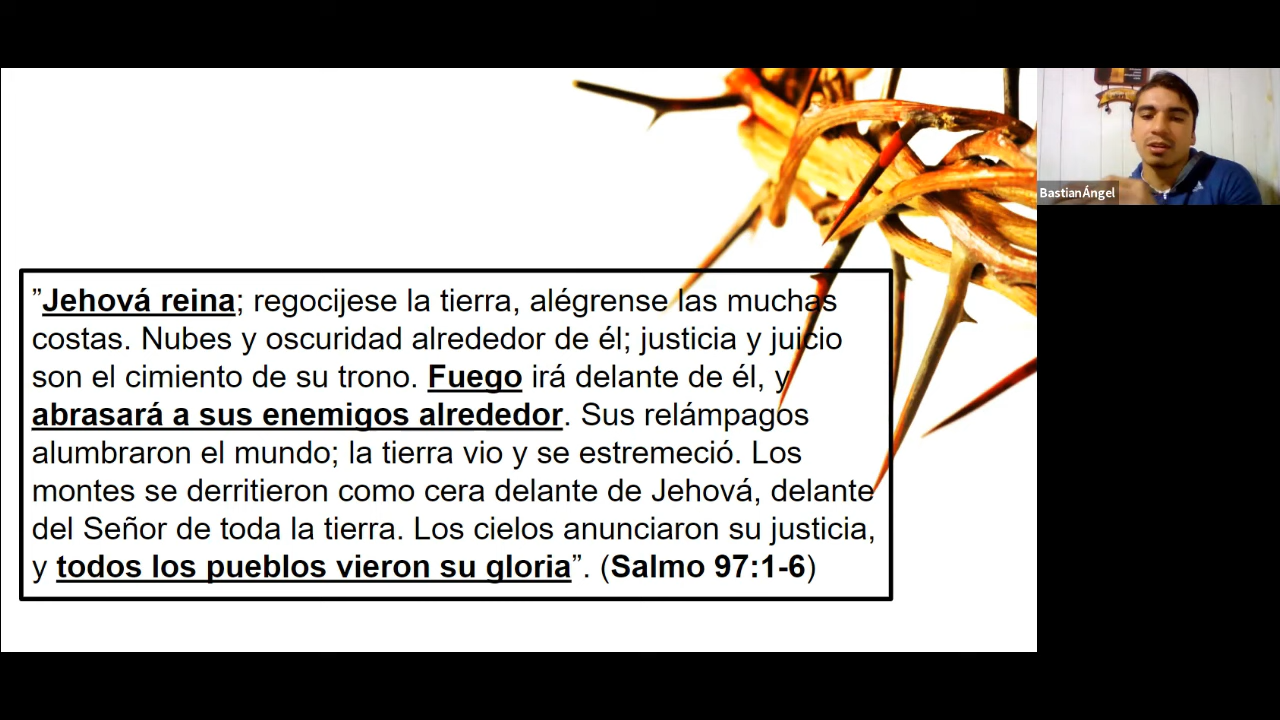 ”Jehová reina; regocijese la tierra, alégrense las muchas
costas. Nubes y oscuridad alrededor de él; justicia y juicio
son el cimiento de su trono. Fuego irá delante de él, y
abrasará a sus enemigos alrededor. Sus relámpagos
alumbraron el mundo; la tierra vio y se estremeció. Los
montes se derritieron como cera delante de Jehová, delante
del Señor de toda la tierra. Los cielos anunciaron su justicia,
y todos los pueblos vieron su gloria”. (Salmo 97:1-6)
BastianÁngel